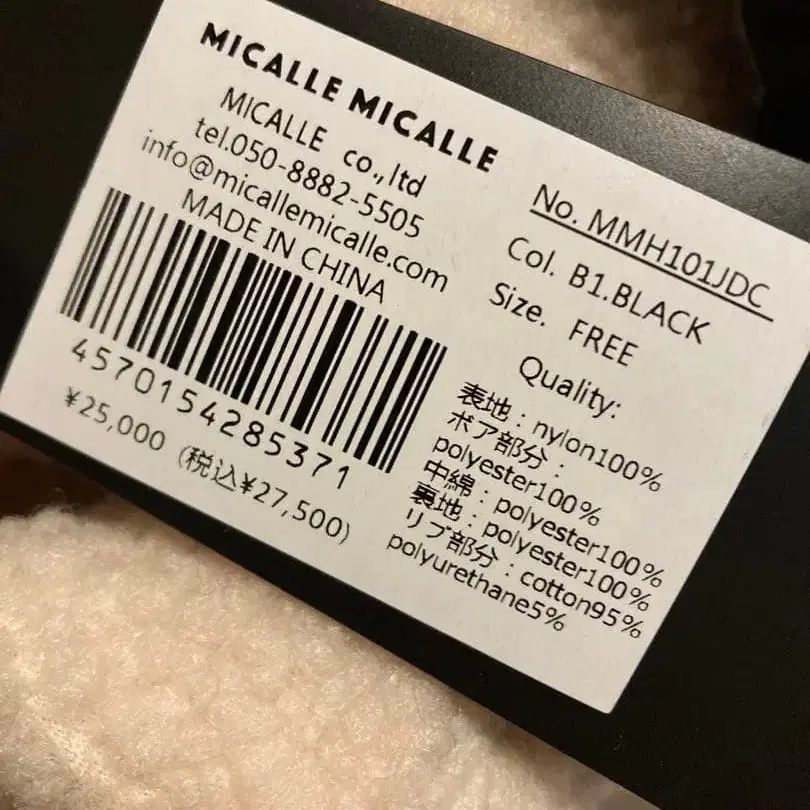 MICALLE MICALLE
MICALLE co.,ltd
tel.050-8882-5505
info@micallemicalle.com
MADE IN CHINA
4570154285371
¥25,000 (税込¥27,500)
No. MMH101JDC
Col. B1.BLACK
Size. FREE
Quality:
表地:nylon100%
ボア部分:
polyester100%
中綿:polyester100%
裏地:polyester100%
リブ部分:cotton95%
polyurethane5%